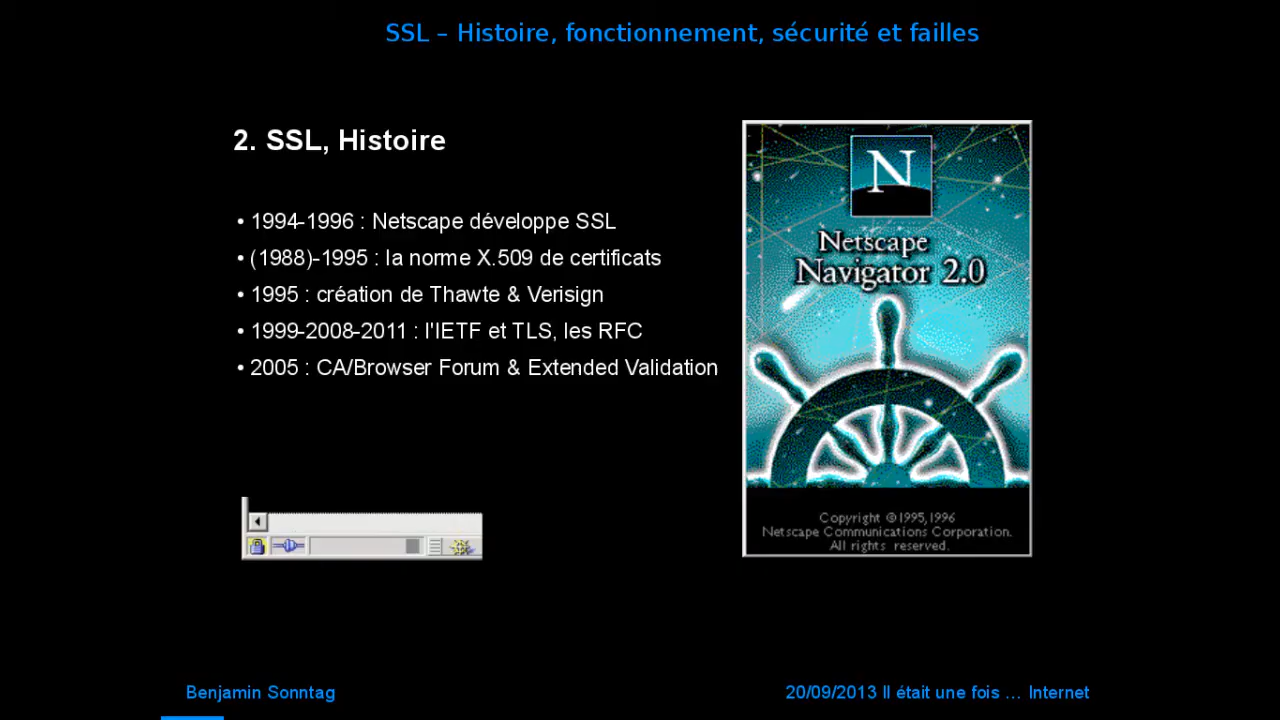 SSL – Histoire, fonctionnement, sécurité et failles
2. SSL, Histoire
• 1994-1996 : Netscape développe SSL
• (1988)-1995 : la norme X.509 de certificats
• 1995 : création de Thawte & Verisign
• 1999-2008-2011 : l'IETF et TLS, les RFC
• 2005 : CA/Browser Forum & Extended Validation
N
Netscape
Navigator 2.0
Copyright ©1995,1996
Netscape Communications Corporation.
All rights reserved.
Benjamin Sonntag
20/09/2013 Il était une fois … Internet